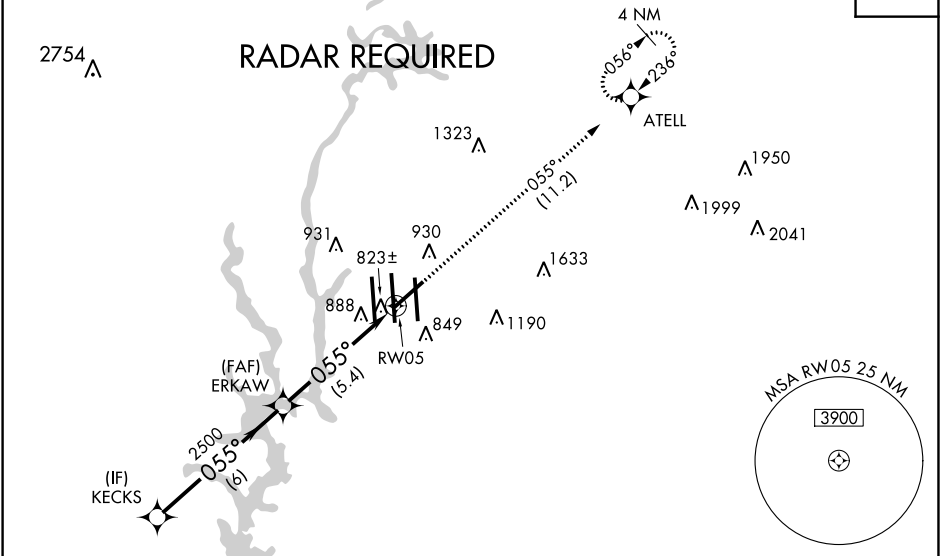 4 NM
2754
RADAR REQUIRED
056°
236°
ATELL
1323
1950
055°
(11.2)
1999
2041
931
930
823±
1633
888
849
1190
RW05
(FAF)
ERKAW
055°
(5.4)
MSA RW05 25 NM
3900
2500
055°
(6)
(IF)
KECKS